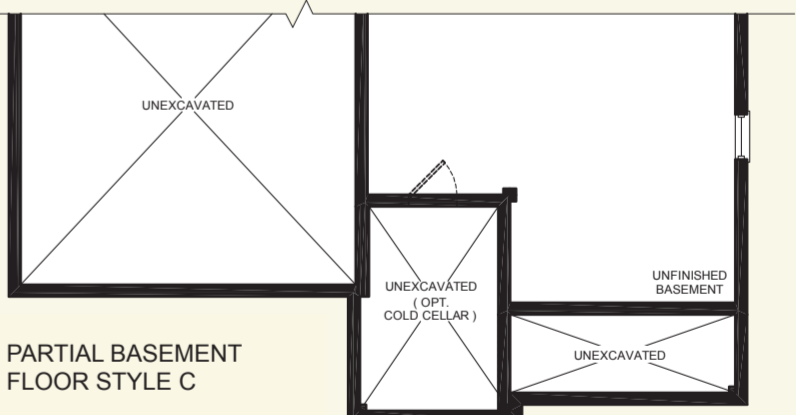 UNEXCAVATED
UNEXCAVATED
( OPT.
COLD CELLAR )
UNFINISHED
BASEMENT
UNEXCAVATED
PARTIAL BASEMENT
FLOOR STYLE C